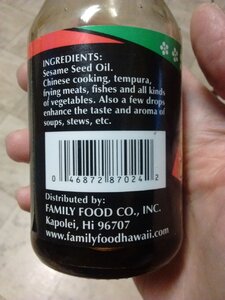 INGREDIENTS:
Sesame Seed Oil.
Chinese cooking, tempura,
frying meats, fishes and all kinds
of vegetables. Also a few drops
enhance the taste and aroma of
soups, stews, etc.
0 46872 87024 2
Distributed by:
FAMILY FOOD CO., INC.
Kapolei, Hi 96707
www.familyfoodhawaii.com